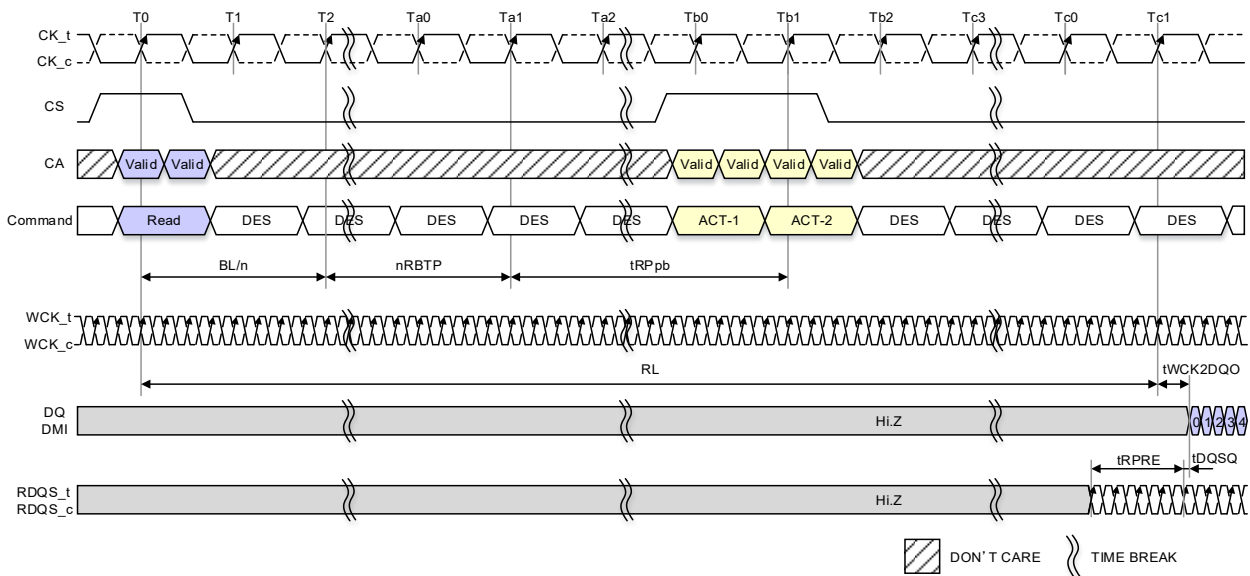 T0 T1 T2 Ta0 Ta1 Ta2 Tb0 Tb1 Tb2 Tc3 Tc0 Tc1
CK_t
CK_c
CS
CA Valid Valid Valid Valid Valid Valid
Command Read DES DES DES DES DES ACT-1 ACT-2 DES DES DES DES
BL/n nRBTP tRPpb
WCK_t
WCK_c
RL tWCK2DQO
DQ
DMI
Hi.Z 0 1 2 3 4
tRPRE tDQSQ
RDQS_t
RDQS_c
Hi.Z
DON'T CARE TIME BREAK